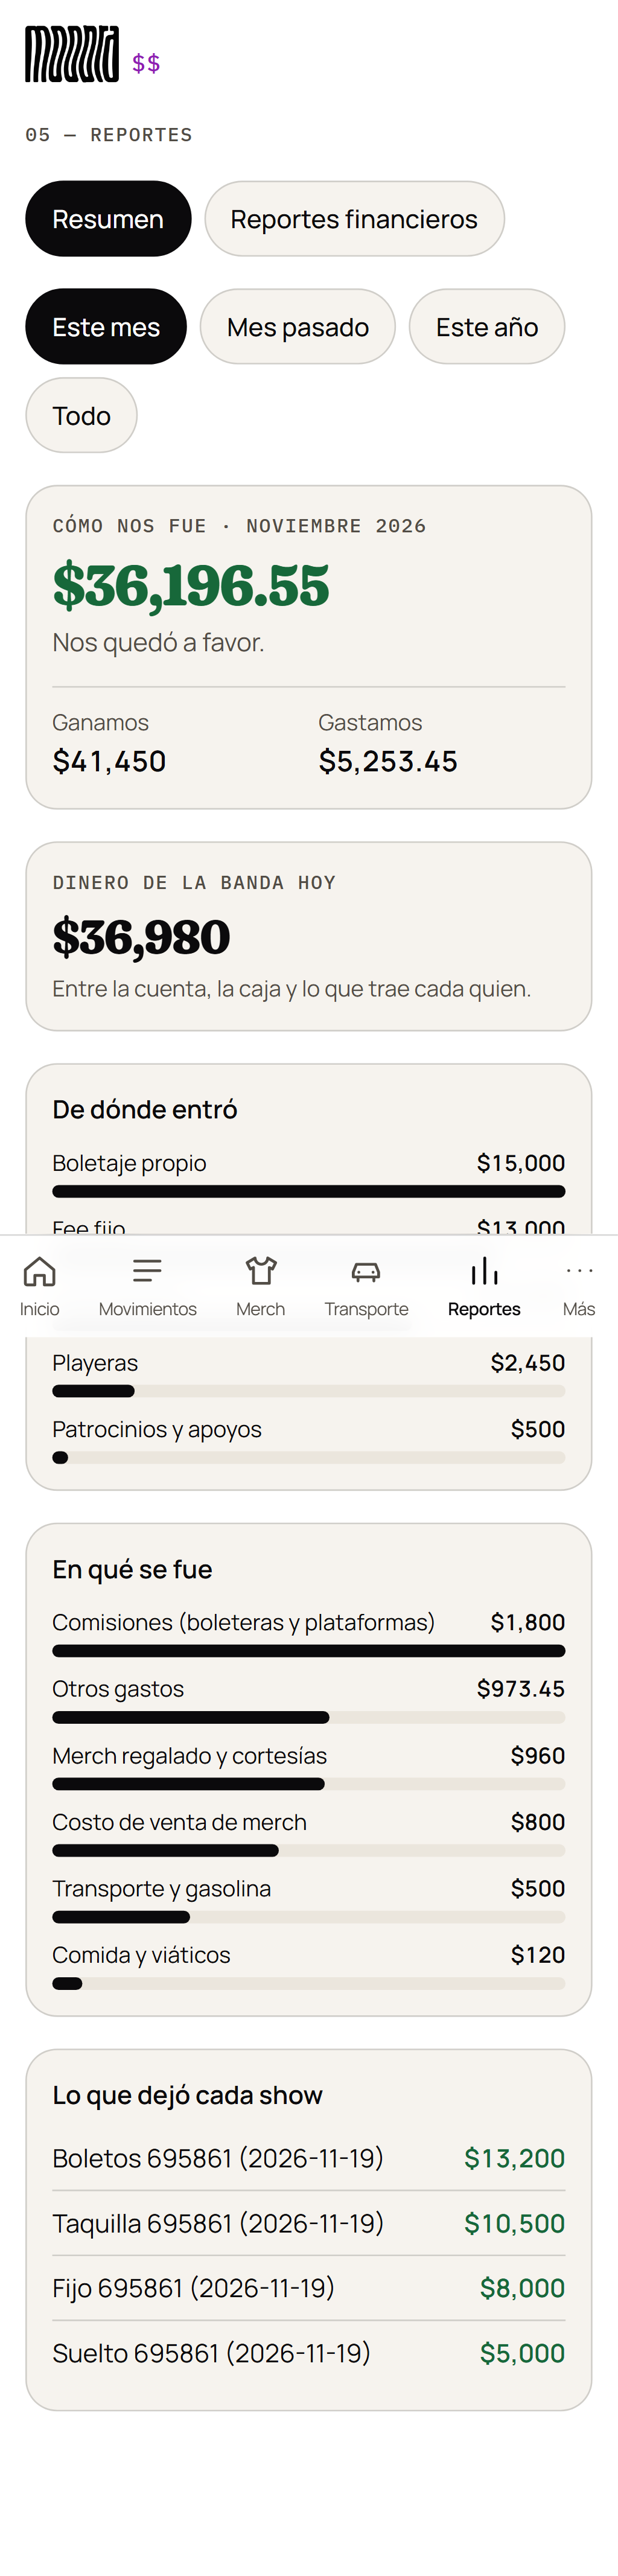 $$
05 — REPORTES
Resumen
Reportes financieros
Este mes
Mes pasado
Este año
Todo
CÓMO NOS FUE · NOVIEMBRE 2026
$36,196.55
Nos quedó a favor.
Ganamos
Gastamos
$41,450
$5,253.45
DINERO DE LA BANDA HOY
$36,980
Entre la cuenta, la caja y lo que trae cada quien.
De dónde entró
Boletaje propio $15,000
Fee fijo $13,000
Inicio Movimientos Merch Transporte Reportes Más
Playeras $2,450
Patrocinios y apoyos $500
En qué se fue
Comisiones (boleteras y plataformas) $1,800
Otros gastos $973.45
Merch regalado y cortesías $960
Costo de venta de merch $800
Transporte y gasolina $500
Comida y viáticos $120
Lo que dejó cada show
Boletos 695861 (2026-11-19) $13,200
Taquilla 695861 (2026-11-19) $10,500
Fijo 695861 (2026-11-19) $8,000
Suelto 695861 (2026-11-19) $5,000